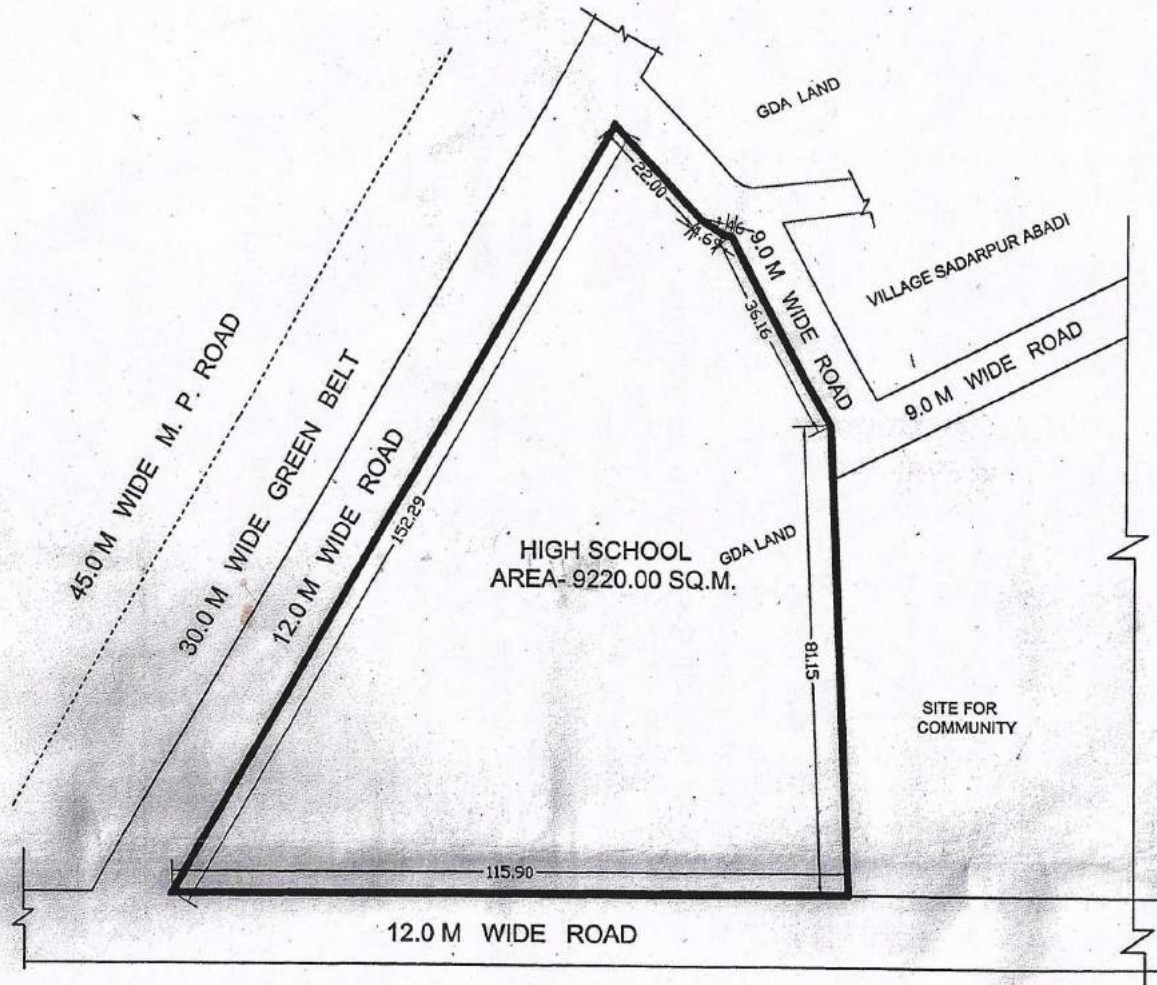 GDA LAND
22.00
9.0 M WIDE ROAD
36.16
VILLAGE SADARPUR ABADI
9.0 M WIDE ROAD
45.0 M WIDE M. P. ROAD
30.0 M WIDE GREEN BELT
12.0 M WIDE ROAD
152.29
HIGH SCHOOL
AREA- 9220.00 SQ.M.
GDA LAND
81.15
SITE FOR
COMMUNITY
115.90
12.0 M WIDE ROAD